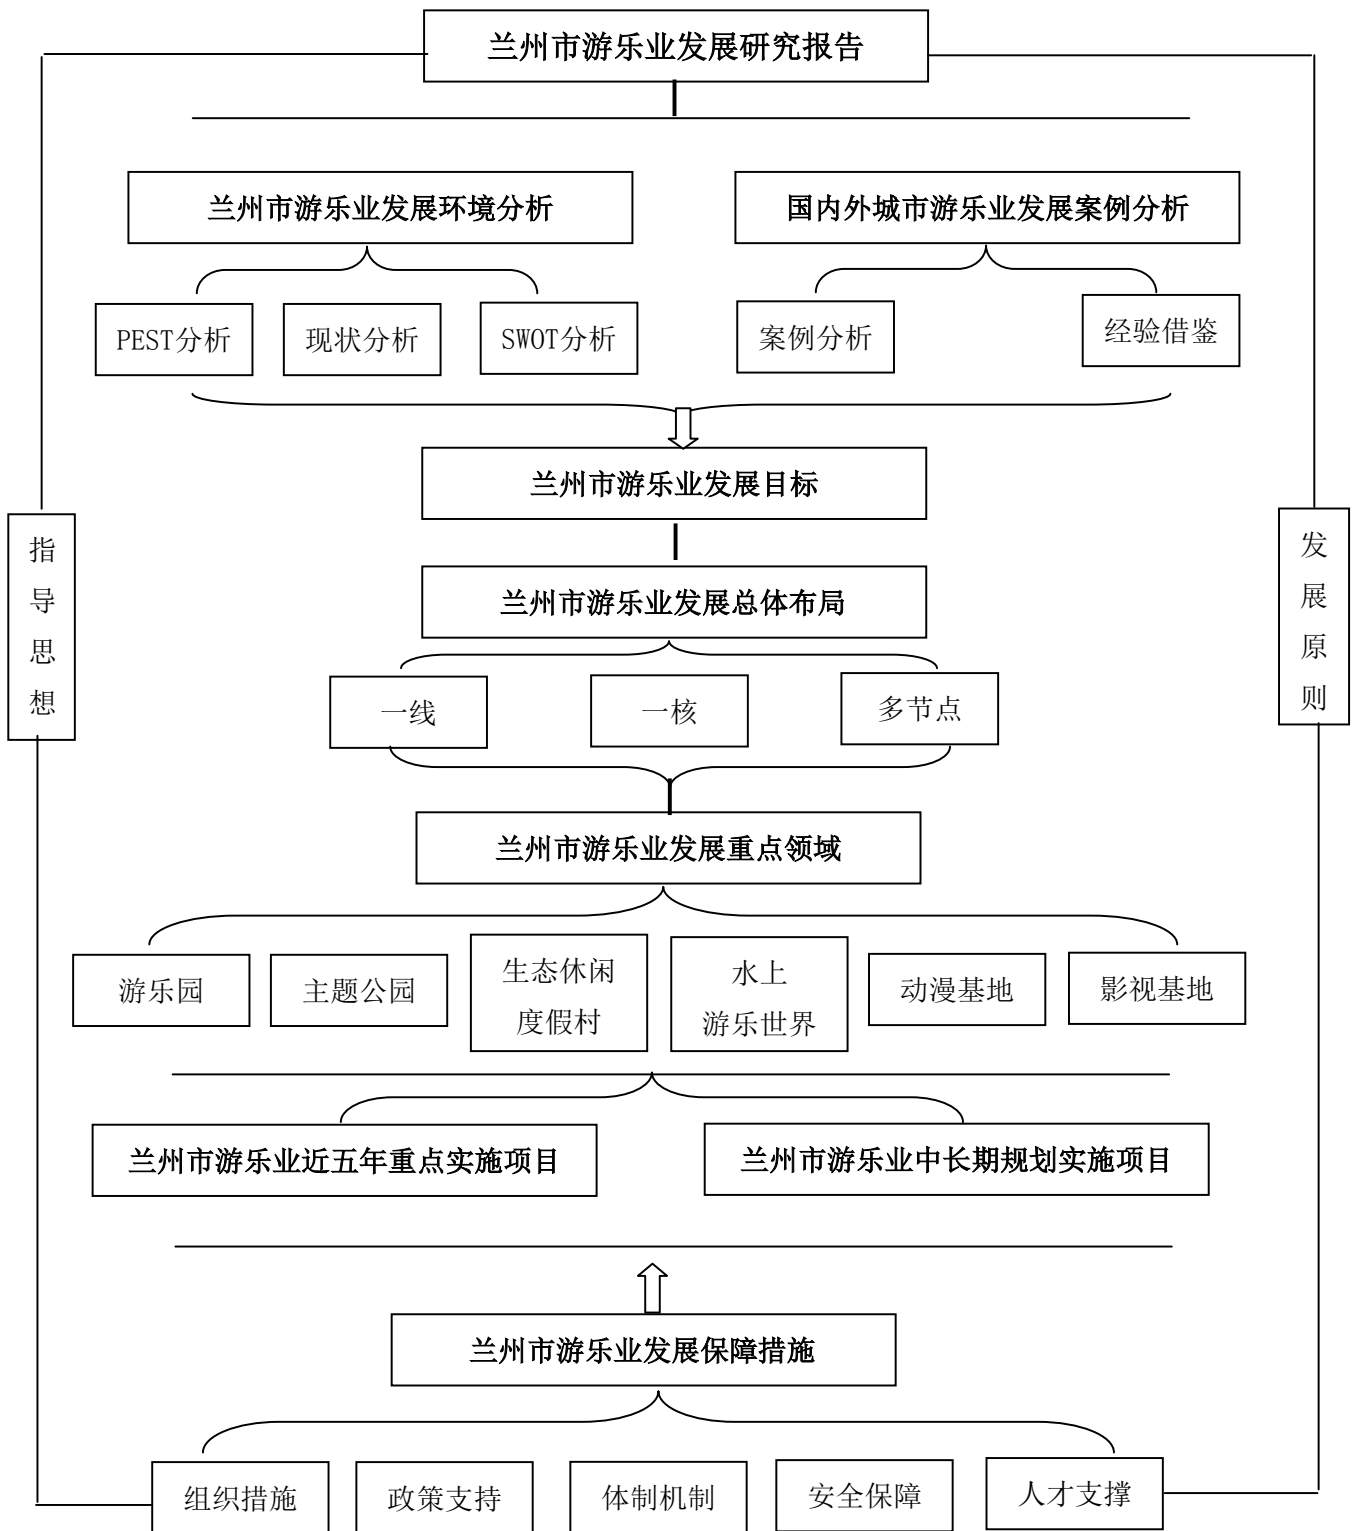 兰州市游乐业发展研究报告
兰州市游乐业发展环境分析
国内外城市游乐业发展案例分析
PEST分析
现状分析
SWOT分析
案例分析
经验借鉴
兰州市游乐业发展目标
指导思想
发展原则
兰州市游乐业发展总体布局
一线
一核
多节点
兰州市游乐业发展重点领域
游乐园
主题公园
生态休闲
度假村
水上
游乐世界
动漫基地
影视基地
兰州市游乐业近五年重点实施项目
兰州市游乐业中长期规划实施项目
兰州市游乐业发展保障措施
组织措施
政策支持
体制机制
安全保障
人才支撑